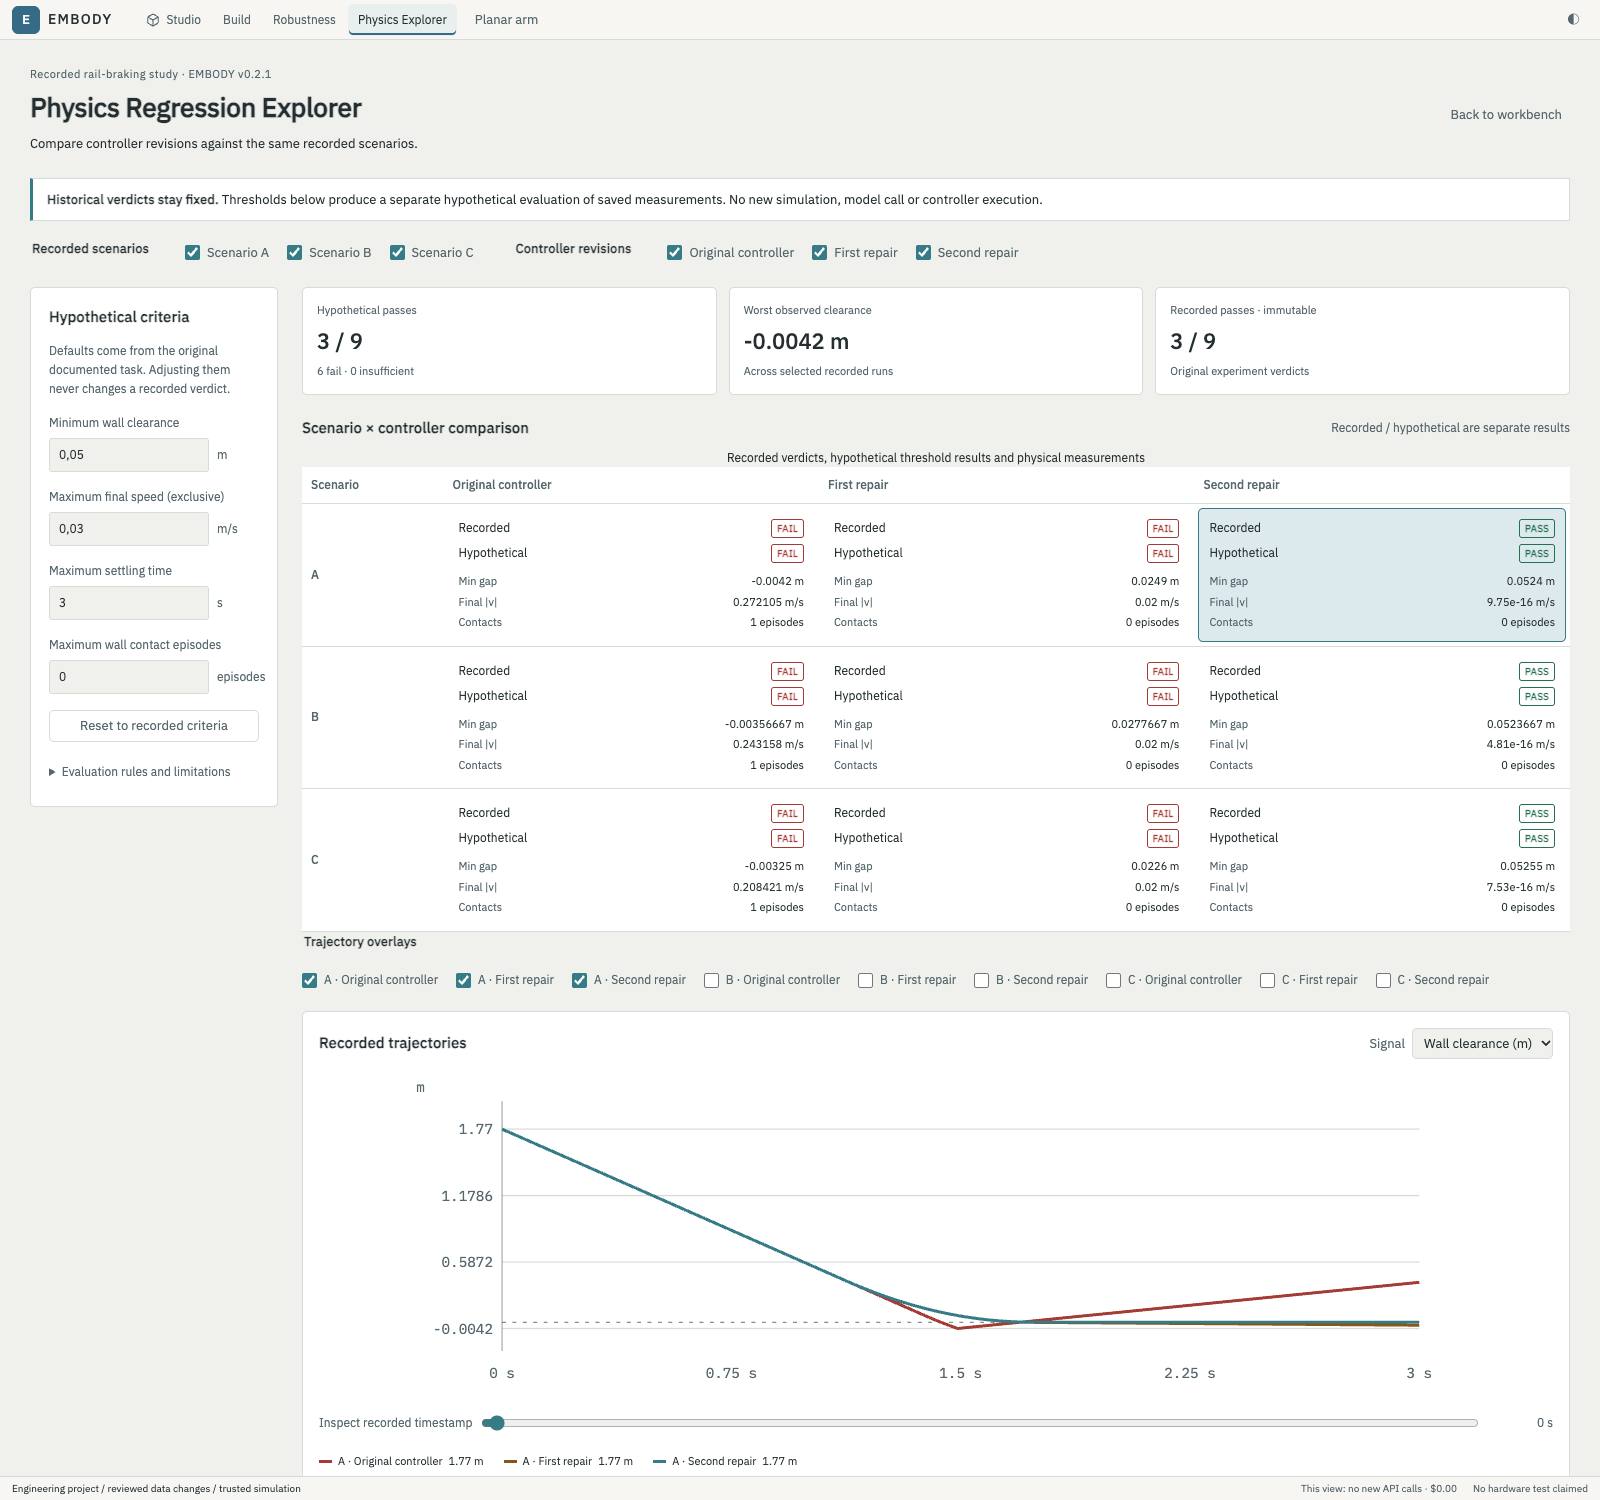 E EMBODY Studio Build Robustness Physics Explorer Planar arm
Recorded rail-braking study · EMBODY v0.2.1
Physics Regression Explorer
Back to workbench
Compare controller revisions against the same recorded scenarios.
Historical verdicts stay fixed. Thresholds below produce a separate hypothetical evaluation of saved measurements. No new simulation, model call or controller execution.
Recorded scenarios Scenario A Scenario B Scenario C Controller revisions Original controller First repair Second repair
Hypothetical criteria
Defaults come from the original
documented task. Adjusting them
never changes a recorded verdict.
Minimum wall clearance
0,05 m
Maximum final speed (exclusive)
0,03 m/s
Maximum settling time
3 s
Maximum wall contact episodes
0 episodes
Reset to recorded criteria
Evaluation rules and limitations
Hypothetical passes
3 / 9
6 fail · 0 insufficient
Worst observed clearance
-0.0042 m
Across selected recorded runs
Recorded passes · immutable
3 / 9
Original experiment verdicts
Scenario × controller comparison Recorded / hypothetical are separate results
Recorded verdicts, hypothetical threshold results and physical measurements
Scenario Original controller First repair Second repair
Recorded FAIL Recorded FAIL Recorded PASS
Hypothetical FAIL Hypothetical FAIL Hypothetical PASS
A
Min gap -0.0042 m Min gap 0.0249 m Min gap 0.0524 m
Final |v| 0.272105 m/s Final |v| 0.02 m/s Final |v| 9.75e-16 m/s
Contacts 1 episodes Contacts 0 episodes Contacts 0 episodes
Recorded FAIL Recorded FAIL Recorded PASS
Hypothetical FAIL Hypothetical FAIL Hypothetical PASS
B
Min gap -0.00356667 m Min gap 0.0277667 m Min gap 0.0523667 m
Final |v| 0.243158 m/s Final |v| 0.02 m/s Final |v| 4.81e-16 m/s
Contacts 1 episodes Contacts 0 episodes Contacts 0 episodes
Recorded FAIL Recorded FAIL Recorded PASS
Hypothetical FAIL Hypothetical FAIL Hypothetical PASS
C
Min gap -0.00325 m Min gap 0.0226 m Min gap 0.05255 m
Final |v| 0.208421 m/s Final |v| 0.02 m/s Final |v| 7.53e-16 m/s
Contacts 1 episodes Contacts 0 episodes Contacts 0 episodes
Trajectory overlays
A · Original controller A · First repair A · Second repair B · Original controller B · First repair B · Second repair C · Original controller C · First repair C · Second repair
Recorded trajectories Signal Wall clearance (m)
m
1.77
1.1786
0.5872
-0.0042
0 s 0.75 s 1.5 s 2.25 s 3 s
Inspect recorded timestamp 0 s
A · Original controller 1.77 m A · First repair 1.77 m A · Second repair 1.77 m
Engineering project / reviewed data changes / trusted simulation This view: no new API calls · $0.00 No hardware test claimed